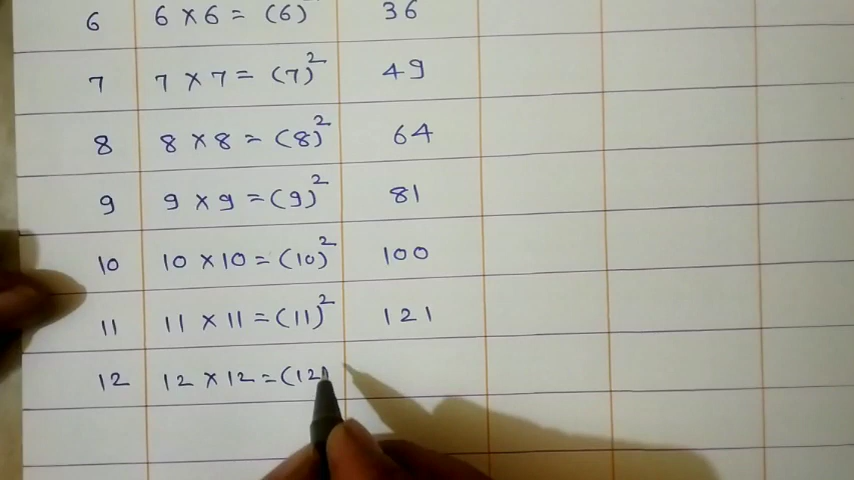 6 6 × 6 = (6)² 36
7 7 × 7 = (7)² 49
8 8 × 8 = (8)² 64
9 9 × 9 = (9)² 81
10 10 × 10 = (10)² 100
11 11 × 11 = (11)² 121
12 12 × 12 = (12)